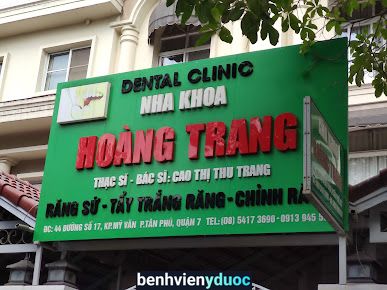 DENTAL CLINIC
NHA KHOA
HOÀNG TRANG
THẠC SĨ - BÁC SĨ: CAO THỊ THU TRANG
RĂNG SỨ - TẨY TRẮNG RĂNG - CHỈNH
ĐC: 44 ĐƯỜNG SỐ 17, KP. MỸ VĂN P.TÂN PHÚ, QUẬN 7 TEL: (08) 5417 3690 - 0913 945
benhvienyduoc